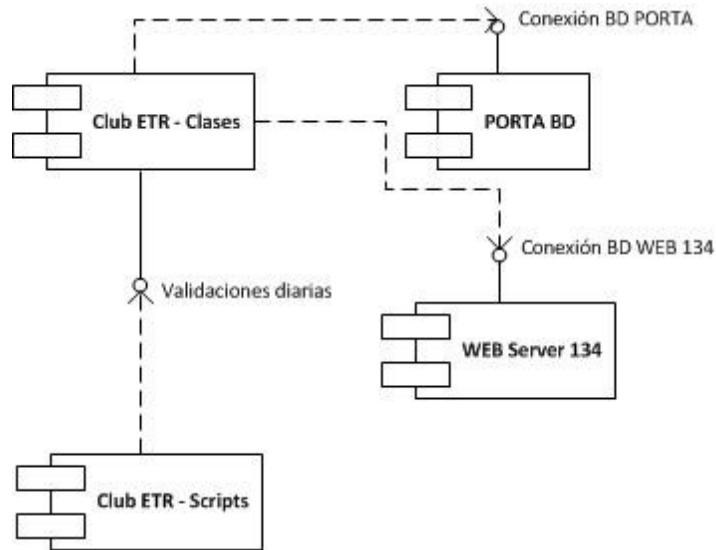 Conexión BD PORTA
Club ETR - Clases
PORTA BD
Conexión BD WEB 134
Validaciones diarias
WEB Server 134
Club ETR - Scripts